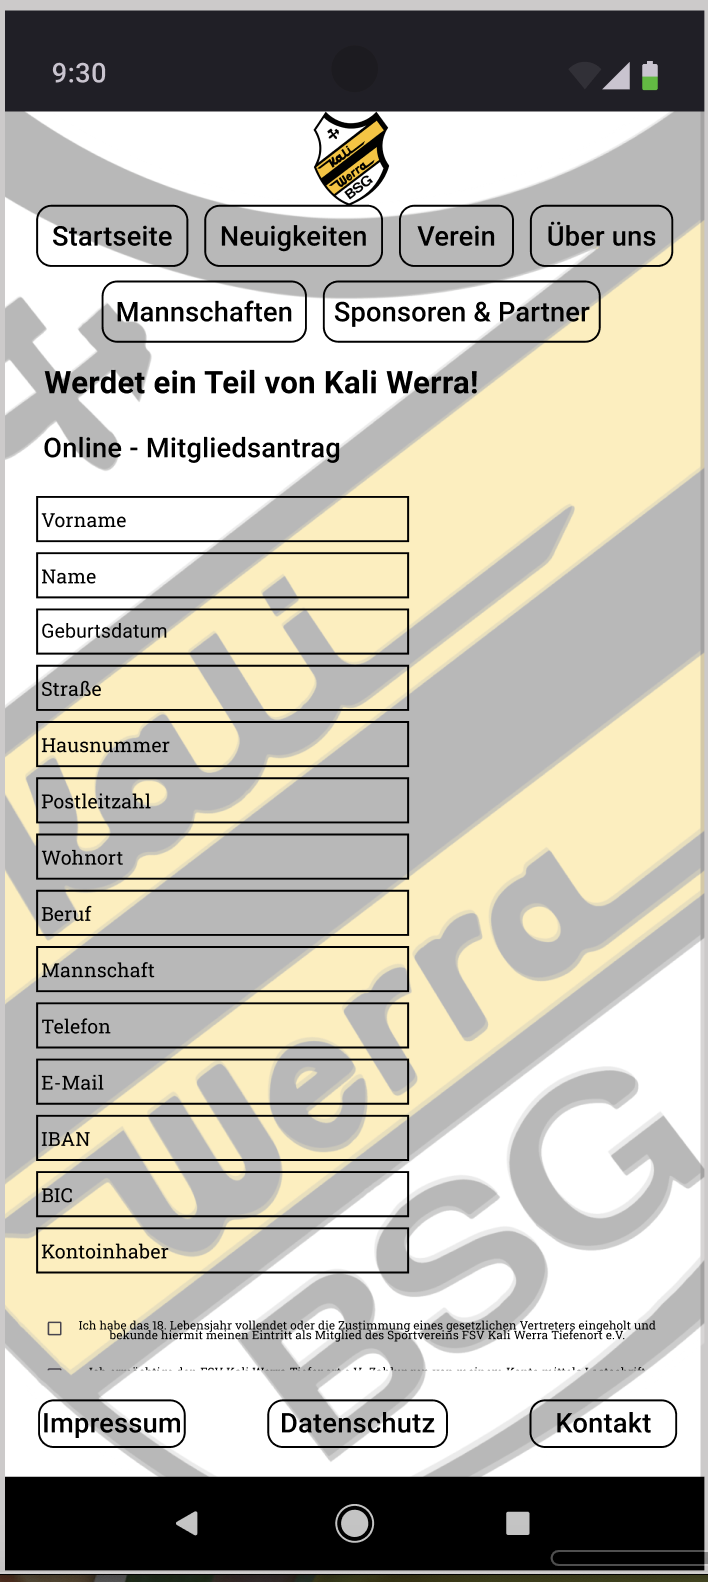 9:30
Kali
Werra
BSG
Startseite Neuigkeiten Verein Über uns
Mannschaften Sponsoren & Partner
Werdet ein Teil von Kali Werra!
Online - Mitgliedsantrag
Vorname
Name
Geburtsdatum
Straße
Hausnummer
Postleitzahl
Wohnort
Beruf
Mannschaft
Telefon
E-Mail
IBAN
BIC
Kontoinhaber
Kali
Werra
BSG
Ich habe das 18. Lebensjahr vollendet oder die Zustimmung eines gesetzlichen Vertreters eingeholt und
bekunde hiermit meinen Eintritt als Mitglied des Sportvereins FSV Kali Werra Tiefenort e.V.
Impressum Datenschutz Kontakt